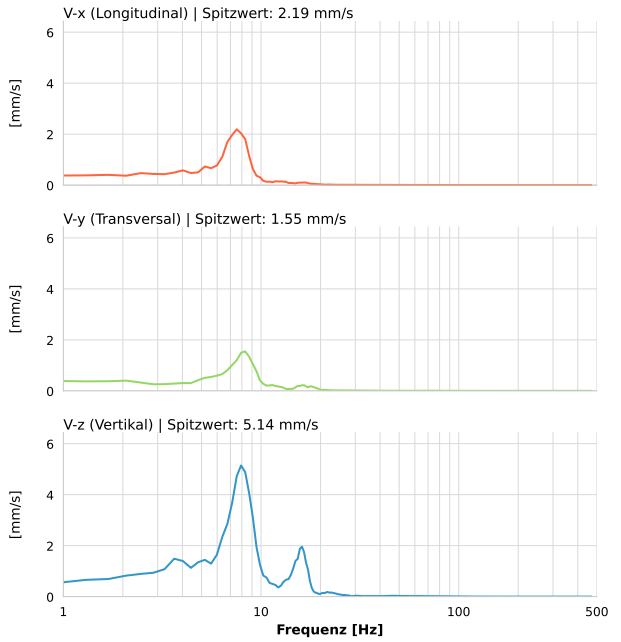 V-x (Longitudinal) | Spitzwert: 2.19 mm/s
6
4
2
0
[mm/s]
V-y (Transversal) | Spitzwert: 1.55 mm/s
6
4
2
0
[mm/s]
V-z (Vertikal) | Spitzwert: 5.14 mm/s
6
4
2
0
[mm/s]
1 10 100 500
Frequenz [Hz]